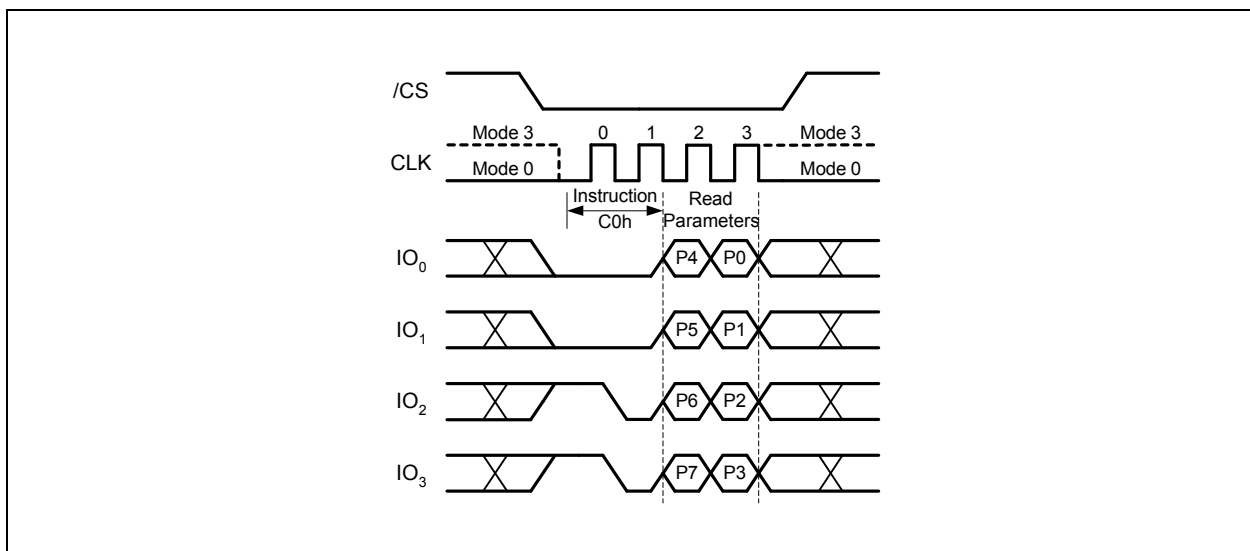 /CS
Mode 3 0 1 2 3 Mode 3
CLK
Mode 0 Mode 0
Instruction Read
C0h Parameters
IO0 P4 P0
IO1 P5 P1
IO2 P6 P2
IO3 P7 P3